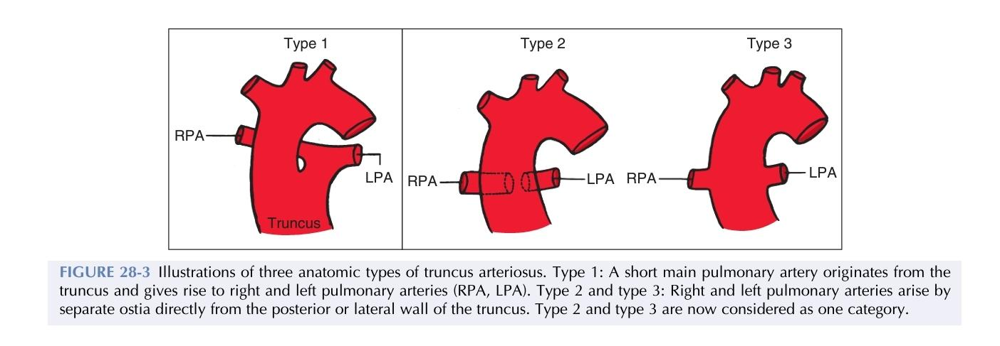 Type 1
Type 2
Type 3
RPA
LPA
Truncus
RPA
LPA
RPA
LPA
FIGURE 28-3 Illustrations of three anatomic types of truncus arteriosus. Type 1: A short main pulmonary artery originates from the
truncus and gives rise to right and left pulmonary arteries (RPA, LPA). Type 2 and type 3: Right and left pulmonary arteries arise by
separate ostia directly from the posterior or lateral wall of the truncus. Type 2 and type 3 are now considered as one category.